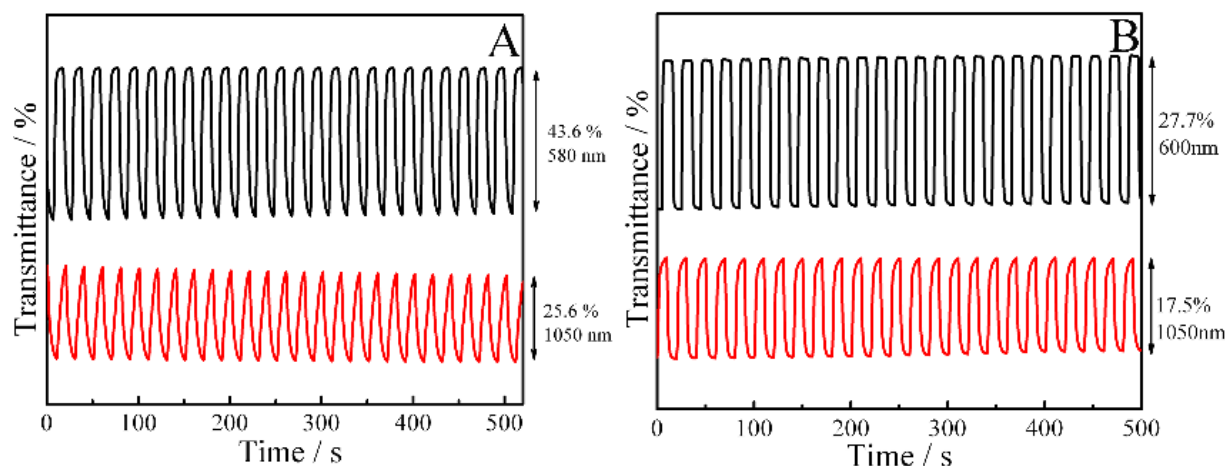 A
Transmittance / %
43.6 %
580 nm
25.6 %
1050 nm
0 100 200 300 400 500
Time / s
B
Transmittance / %
27.7%
600nm
17.5%
1050nm
0 100 200 300 400 500
Time / s